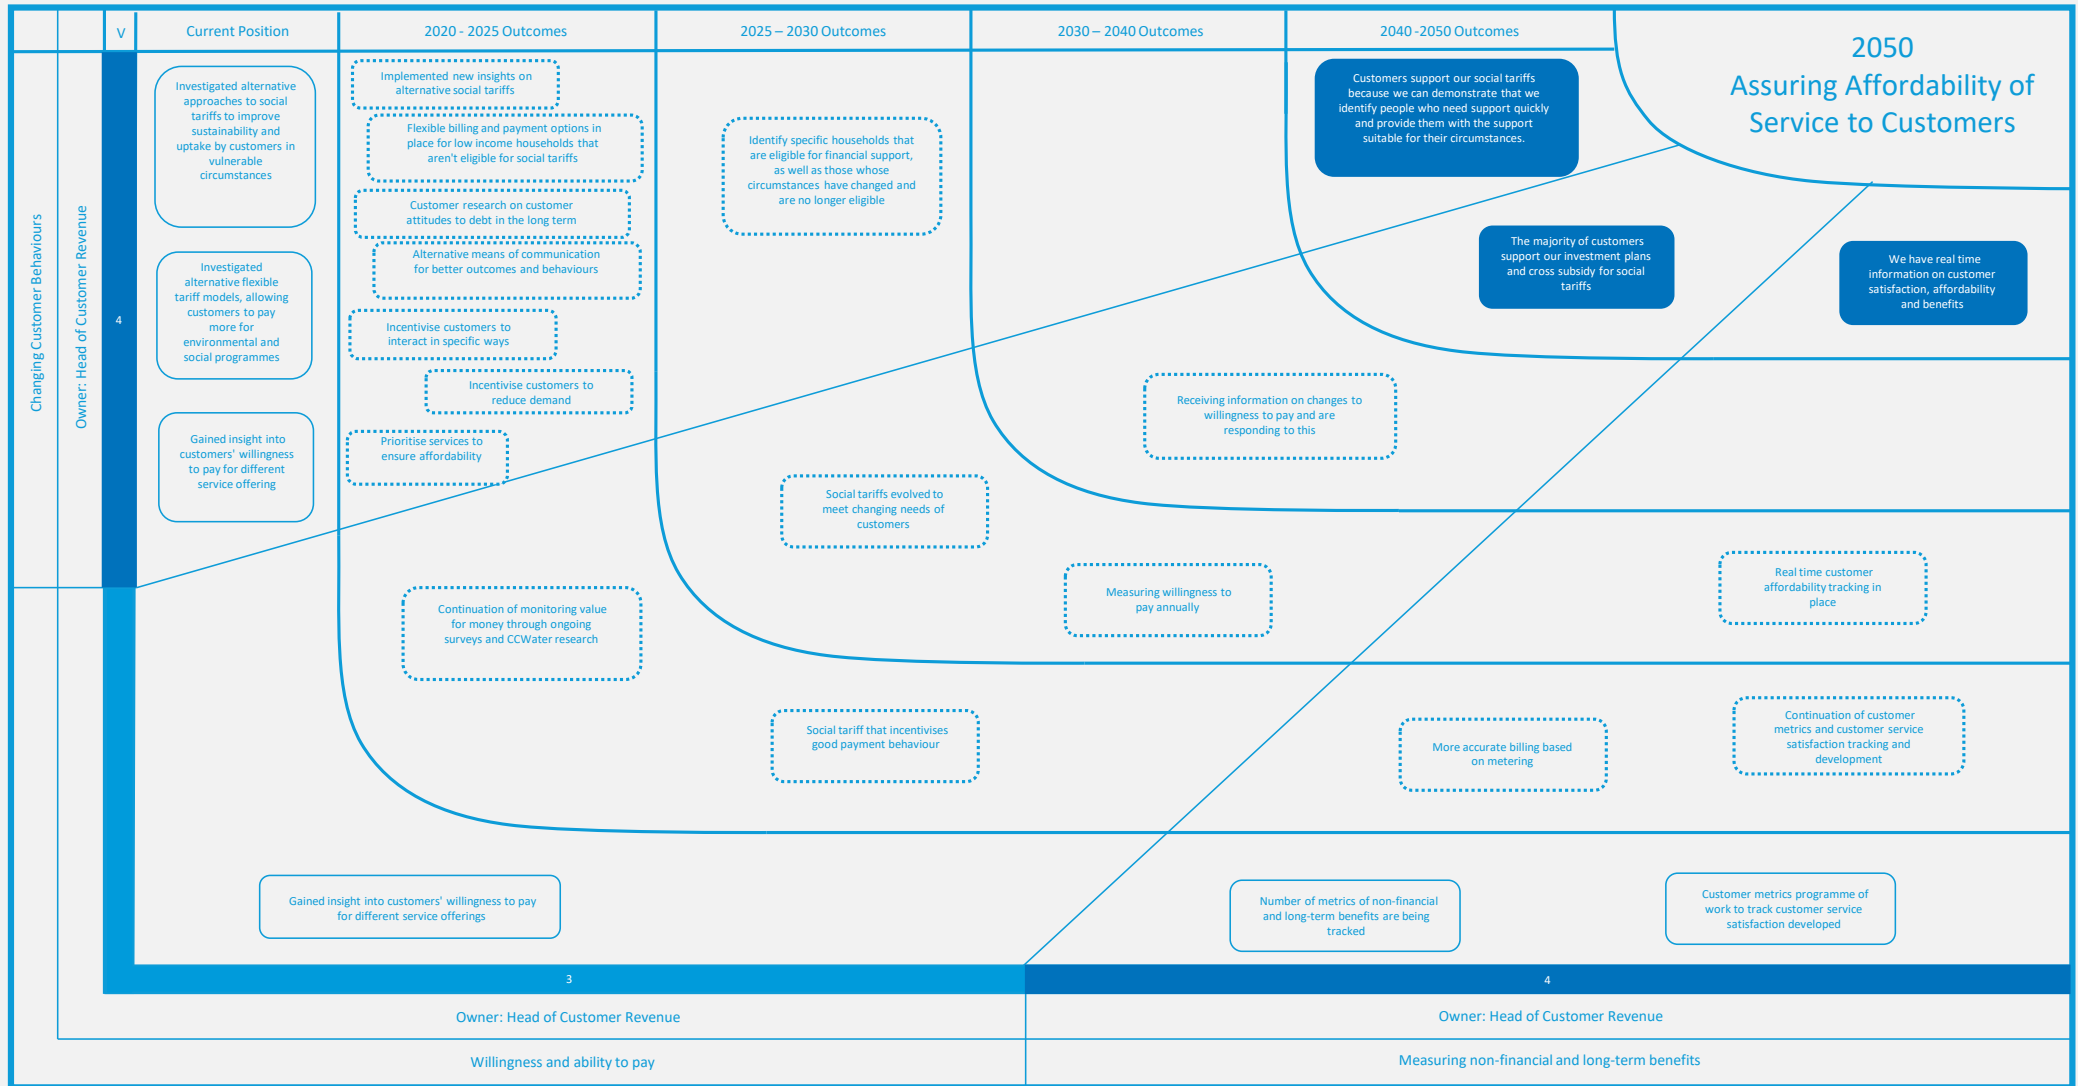 V
Current Position
2020 - 2025 Outcomes
2025 – 2030 Outcomes
2030 – 2040 Outcomes
2040 -2050 Outcomes
2050
Assuring Affordability of
Service to Customers
Changing Customer Behaviours
Owner: Head of Customer Revenue
4
Investigated alternative
approaches to social
tariffs to improve
sustainability and
uptake by customers in
vulnerable
circumstances
Investigated
alternative flexible
tariff models, allowing
customers to pay
more for
environmental and
social programmes
Gained insight into
customers' willingness
to pay for different
service offering
Implemented new insights on
alternative social tariffs
Flexible billing and payment options in
place for low income households that
aren't eligible for social tariffs
Customer research on customer
attitudes to debt in the long term
Alternative means of communication
for better outcomes and behaviours
Incentivise customers to
interact in specific ways
Incentivise customers to
reduce demand
Prioritise services to
ensure affordability
Identify specific households that
are eligible for financial support,
as well as those whose
circumstances have changed and
are no longer eligible
Customers support our social tariffs
because we can demonstrate that we
identify people who need support quickly
and provide them with the support
suitable for their circumstances.
The majority of customers
support our investment plans
and cross subsidy for social
tariffs
We have real time
information on customer
satisfaction, affordability
and benefits
Receiving information on changes to
willingness to pay and are
responding to this
Social tariffs evolved to
meet changing needs of
customers
Measuring willingness to
pay annually
Real time customer
affordability tracking in
place
Continuation of monitoring value
for money through ongoing
surveys and CCWater research
Social tariff that incentivises
good payment behaviour
More accurate billing based
on metering
Continuation of customer
metrics and customer service
satisfaction tracking and
development
Gained insight into customers' willingness to pay
for different service offerings
Number of metrics of non-financial
and long-term benefits are being
tracked
Customer metrics programme of
work to track customer service
satisfaction developed
3
4
Owner: Head of Customer Revenue
Owner: Head of Customer Revenue
Willingness and ability to pay
Measuring non-financial and long-term benefits